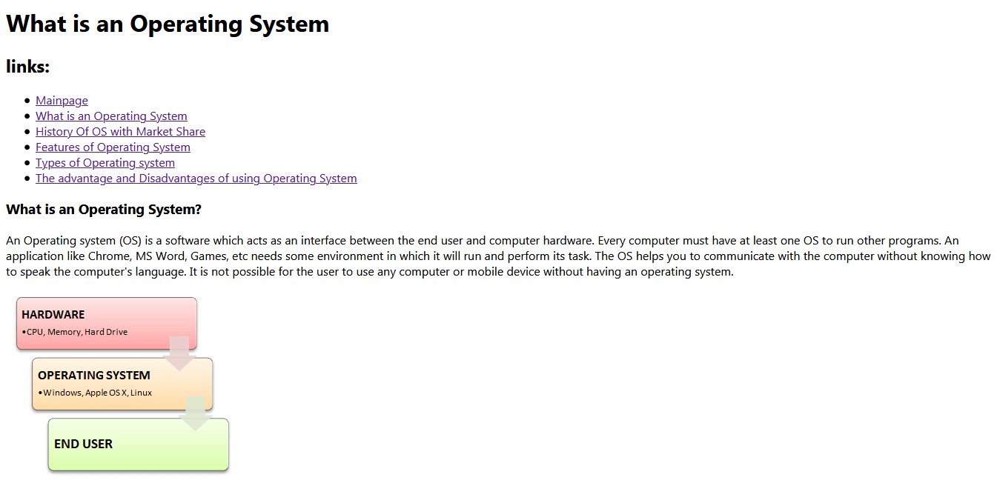 What is an Operating System
links:
• Mainpage
• What is an Operating System
• History Of OS with Market Share
• Features of Operating System
• Types of Operating system
• The advantage and Disadvantages of using Operating System
What is an Operating System?
An Operating system (OS) is a software which acts as an interface between the end user and computer hardware. Every computer must have at least one OS to run other programs. An
application like Chrome, MS Word, Games, etc needs some environment in which it will run and perform its task. The OS helps you to communicate with the computer without knowing how
to speak the computer's language. It is not possible for the user to use any computer or mobile device without having an operating system.
HARDWARE
•CPU, Memory, Hard Drive
OPERATING SYSTEM
•Windows, Apple OS X, Linux
END USER